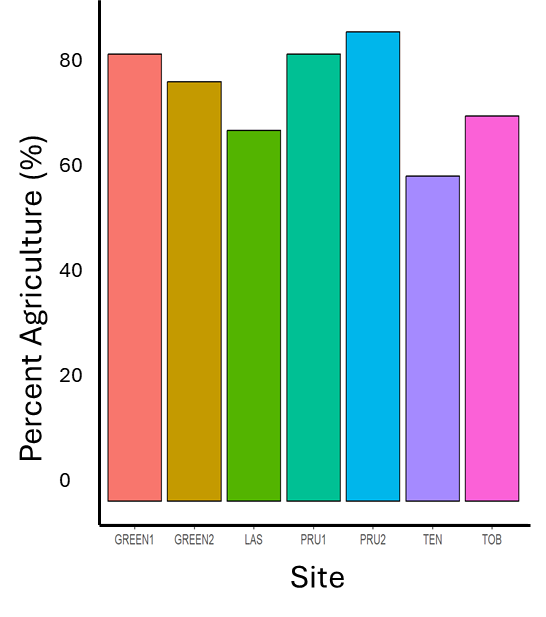 80
60
40
20
0
Percent Agriculture (%)
GREEN1 GREEN2 LAS PRU1 PRU2 TEN TOB
Site